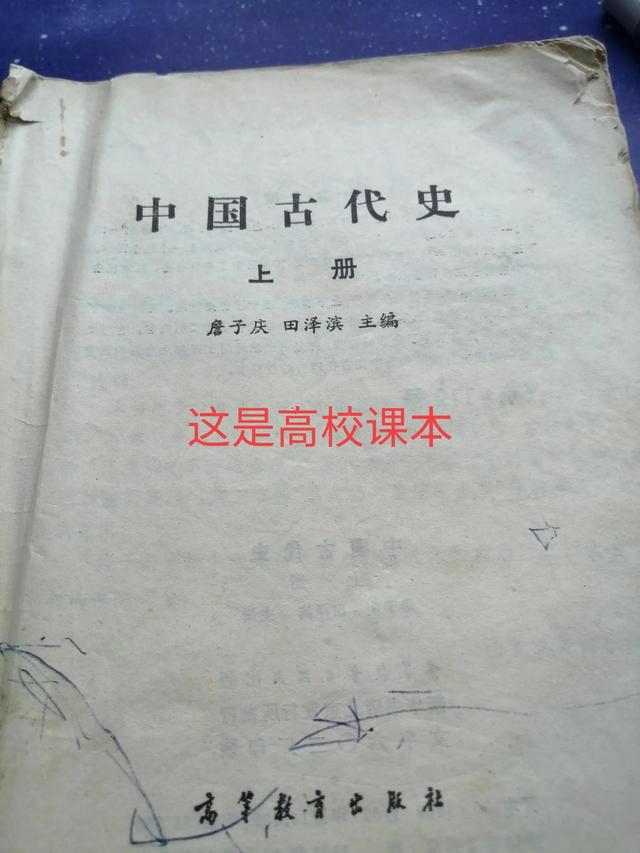 中国古代史
上册
詹子庆 田泽滨 主编
这是高校课本
高等教育出版社